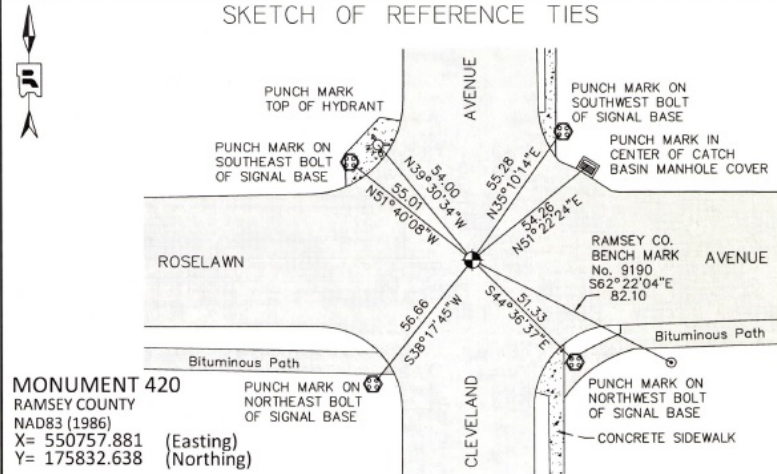 SKETCH OF REFERENCE TIES
R
PUNCH MARK
TOP OF HYDRANT
PUNCH MARK ON
SOUTHEAST BOLT
OF SIGNAL BASE
AVENUE
PUNCH MARK ON
SOUTHWEST BOLT
OF SIGNAL BASE
PUNCH MARK IN
CENTER OF CATCH
BASIN MANHOLE COVER
54.00
N39°30'34"W
55.01
N51°40'08"W
55.28
N35°10'14"E
54.26
N51°22'24"E
ROSELAWN
RAMSEY CO.
BENCH MARK
No. 9190
S62°22'04"E
82.10
AVENUE
56.66
S38°17'45"W
51.33
S44°36'37"E
Bituminous Path
Bituminous Path
MONUMENT 420
RAMSEY COUNTY
NAD83 (1986)
X= 550757.881 (Easting)
Y= 175832.638 (Northing)
PUNCH MARK ON
NORTHEAST BOLT
OF SIGNAL BASE
CLEVELAND
PUNCH MARK ON
NORTHWEST BOLT
OF SIGNAL BASE
CONCRETE SIDEWALK